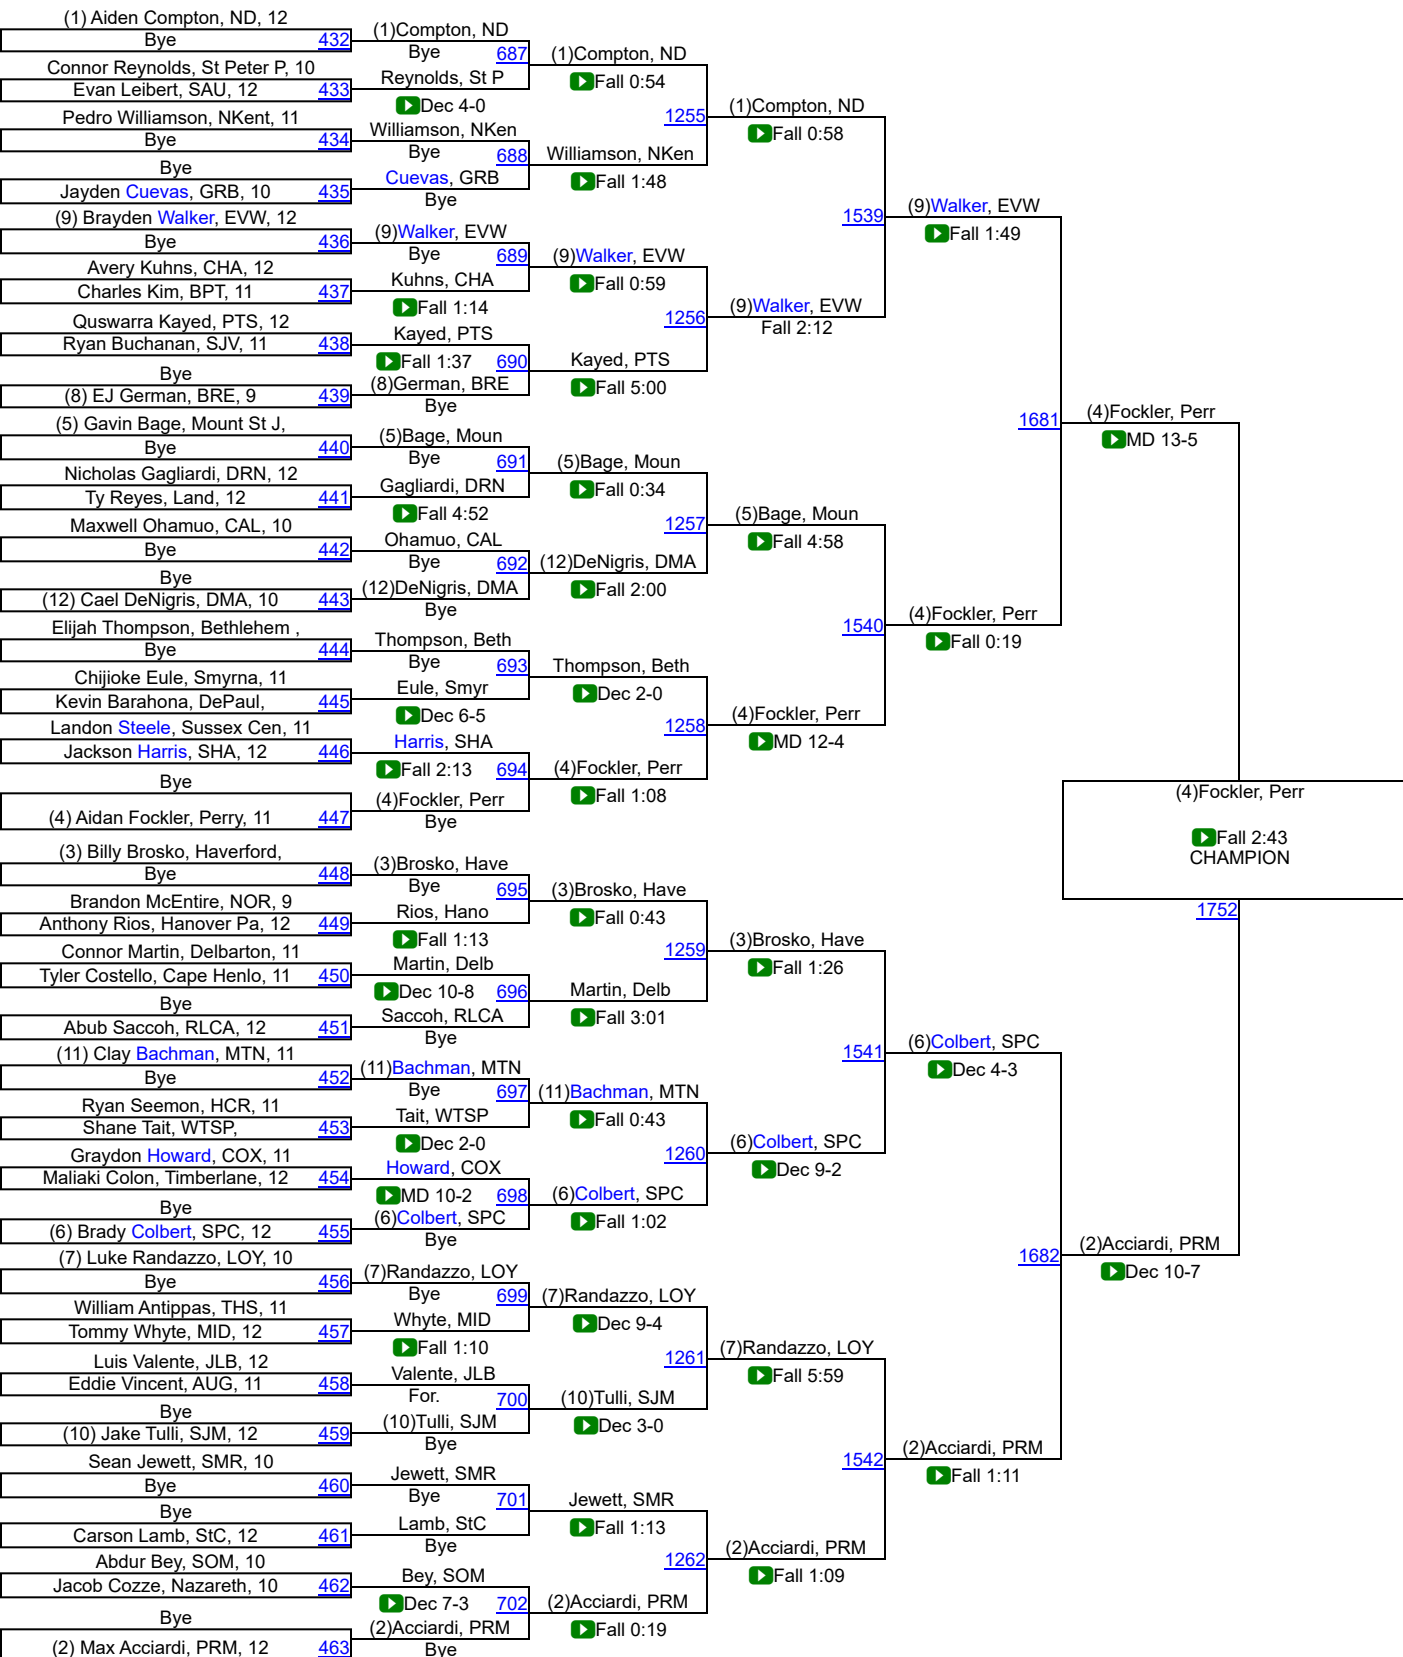 (1) Aiden Compton, ND, 12
Bye 432
Connor Reynolds, St Peter P, 10
Evan Leibert, SAU, 12 433
Pedro Williamson, NKent, 11
Bye 434
Bye
Jayden Cuevas, GRB, 10 435
(9) Brayden Walker, EVW, 12
Bye 436
Avery Kuhns, CHA, 12
Charles Kim, BPT, 11 437
Quswarra Kayed, PTS, 12
Ryan Buchanan, SJV, 11 438
Bye
(8) EJ German, BRE, 9 439
(5) Gavin Bage, Mount St J,
Bye 440
Nicholas Gagliardi, DRN, 12
Ty Reyes, Land, 12 441
Maxwell Ohamuo, CAL, 10
Bye 442
Bye
(12) Cael DeNigris, DMA, 10 443
Elijah Thompson, Bethlehem ,
Bye 444
Chijioke Eule, Smyrna, 11
Kevin Barahona, DePaul, 445
Landon Steele, Sussex Cen, 11
Jackson Harris, SHA, 12 446
Bye
(4) Aidan Fockler, Perry, 11 447
(3) Billy Brosko, Haverford,
Bye 448
Brandon McEntire, NOR, 9
Anthony Rios, Hanover Pa, 12 449
Connor Martin, Delbarton, 11
Tyler Costello, Cape Henlo, 11 450
Bye
Abub Saccoh, RLCA, 12 451
(11) Clay Bachman, MTN, 11
Bye 452
Ryan Seemon, HCR, 11
Shane Tait, WTSP, 453
Graydon Howard, COX, 11
Maliaki Colon, Timberlane, 12 454
Bye
(6) Brady Colbert, SPC, 12 455
(7) Luke Randazzo, LOY, 10
Bye 456
William Antippas, THS, 11
Tommy Whyte, MID, 12 457
Luis Valente, JLB, 12
Eddie Vincent, AUG, 11 458
Bye
(10) Jake Tulli, SJM, 12 459
Sean Jewett, SMR, 10
Bye 460
Bye
Carson Lamb, StC, 12 461
Abdur Bey, SOM, 10
Jacob Cozze, Nazareth, 10 462
Bye
(2) Max Acciardi, PRM, 12 463
(1)Compton, ND
Bye 687
Reynolds, St P
Dec 4-0
Williamson, NKen
Bye 688
Cuevas, GRB
Bye
(9)Walker, EVW
Bye 689
Kuhns, CHA
Fall 1:14
Kayed, PTS
Fall 1:37 690
(8)German, BRE
Bye
(5)Bage, Moun
Bye 691
Gagliardi, DRN
Fall 4:52
Ohamuo, CAL
Bye 692
(12)DeNigris, DMA
Bye
Thompson, Beth
Bye 693
Eule, Smyr
Dec 6-5
Harris, SHA
Fall 2:13 694
(4)Fockler, Perr
Bye
(3)Brosko, Have
Bye 695
Rios, Hano
Fall 1:13
Martin, Delb
Dec 10-8 696
Saccoh, RLCA
Bye
(11)Bachman, MTN
Bye 697
Tait, WTSP
Dec 2-0
Howard, COX
MD 10-2 698
(6)Colbert, SPC
Bye
(7)Randazzo, LOY
Bye 699
Whyte, MID
Fall 1:10
Valente, JLB
For. 700
(10)Tulli, SJM
Bye
Jewett, SMR
Bye 701
Lamb, StC
Bye
Bey, SOM
Dec 7-3 702
(2)Acciardi, PRM
Bye
(1)Compton, ND
Fall 0:54
1255
Williamson, NKen
Fall 1:48
(9)Walker, EVW
Fall 0:59
1256
Kayed, PTS
Fall 5:00
(5)Bage, Moun
Fall 0:34
1257
(12)DeNigris, DMA
Fall 2:00
Thompson, Beth
Dec 2-0
1258
(4)Fockler, Perr
Fall 1:08
(3)Brosko, Have
Fall 0:43
1259
Martin, Delb
Fall 3:01
(11)Bachman, MTN
Fall 0:43
1260
(6)Colbert, SPC
Fall 1:02
(7)Randazzo, LOY
Dec 9-4
1261
(10)Tulli, SJM
Dec 3-0
Jewett, SMR
Fall 1:13
1262
(2)Acciardi, PRM
Fall 0:19
(1)Compton, ND
Fall 0:58
1539
(9)Walker, EVW
Fall 2:12
(5)Bage, Moun
Fall 4:58
1540
(4)Fockler, Perr
MD 12-4
(3)Brosko, Have
Fall 1:26
1541
(6)Colbert, SPC
Dec 9-2
(7)Randazzo, LOY
Fall 5:59
1542
(2)Acciardi, PRM
Fall 1:09
(9)Walker, EVW
Fall 1:49
1681
(4)Fockler, Perr
Fall 0:19
(6)Colbert, SPC
Dec 4-3
1682
(2)Acciardi, PRM
Fall 1:11
(4)Fockler, Perr
MD 13-5
1752
(2)Acciardi, PRM
Dec 10-7
(4)Fockler, Perr
Fall 2:43
CHAMPION